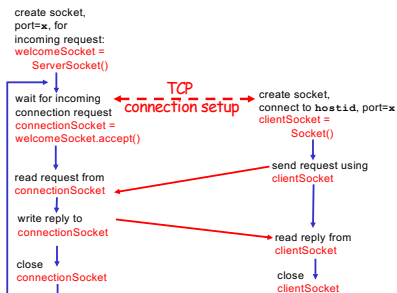 create socket,
port=x, for
incoming request:
welcomeSocket =
ServerSocket()
TCP
connection setup
wait for incoming
connection request
connectionSocket =
welcomeSocket.accept()
create socket,
connect to hostid, port=x
clientSocket =
Socket()
send request using
clientSocket
read request from
connectionSocket
write reply to
connectionSocket
read reply from
clientSocket
close
connectionSocket
close
clientSocket